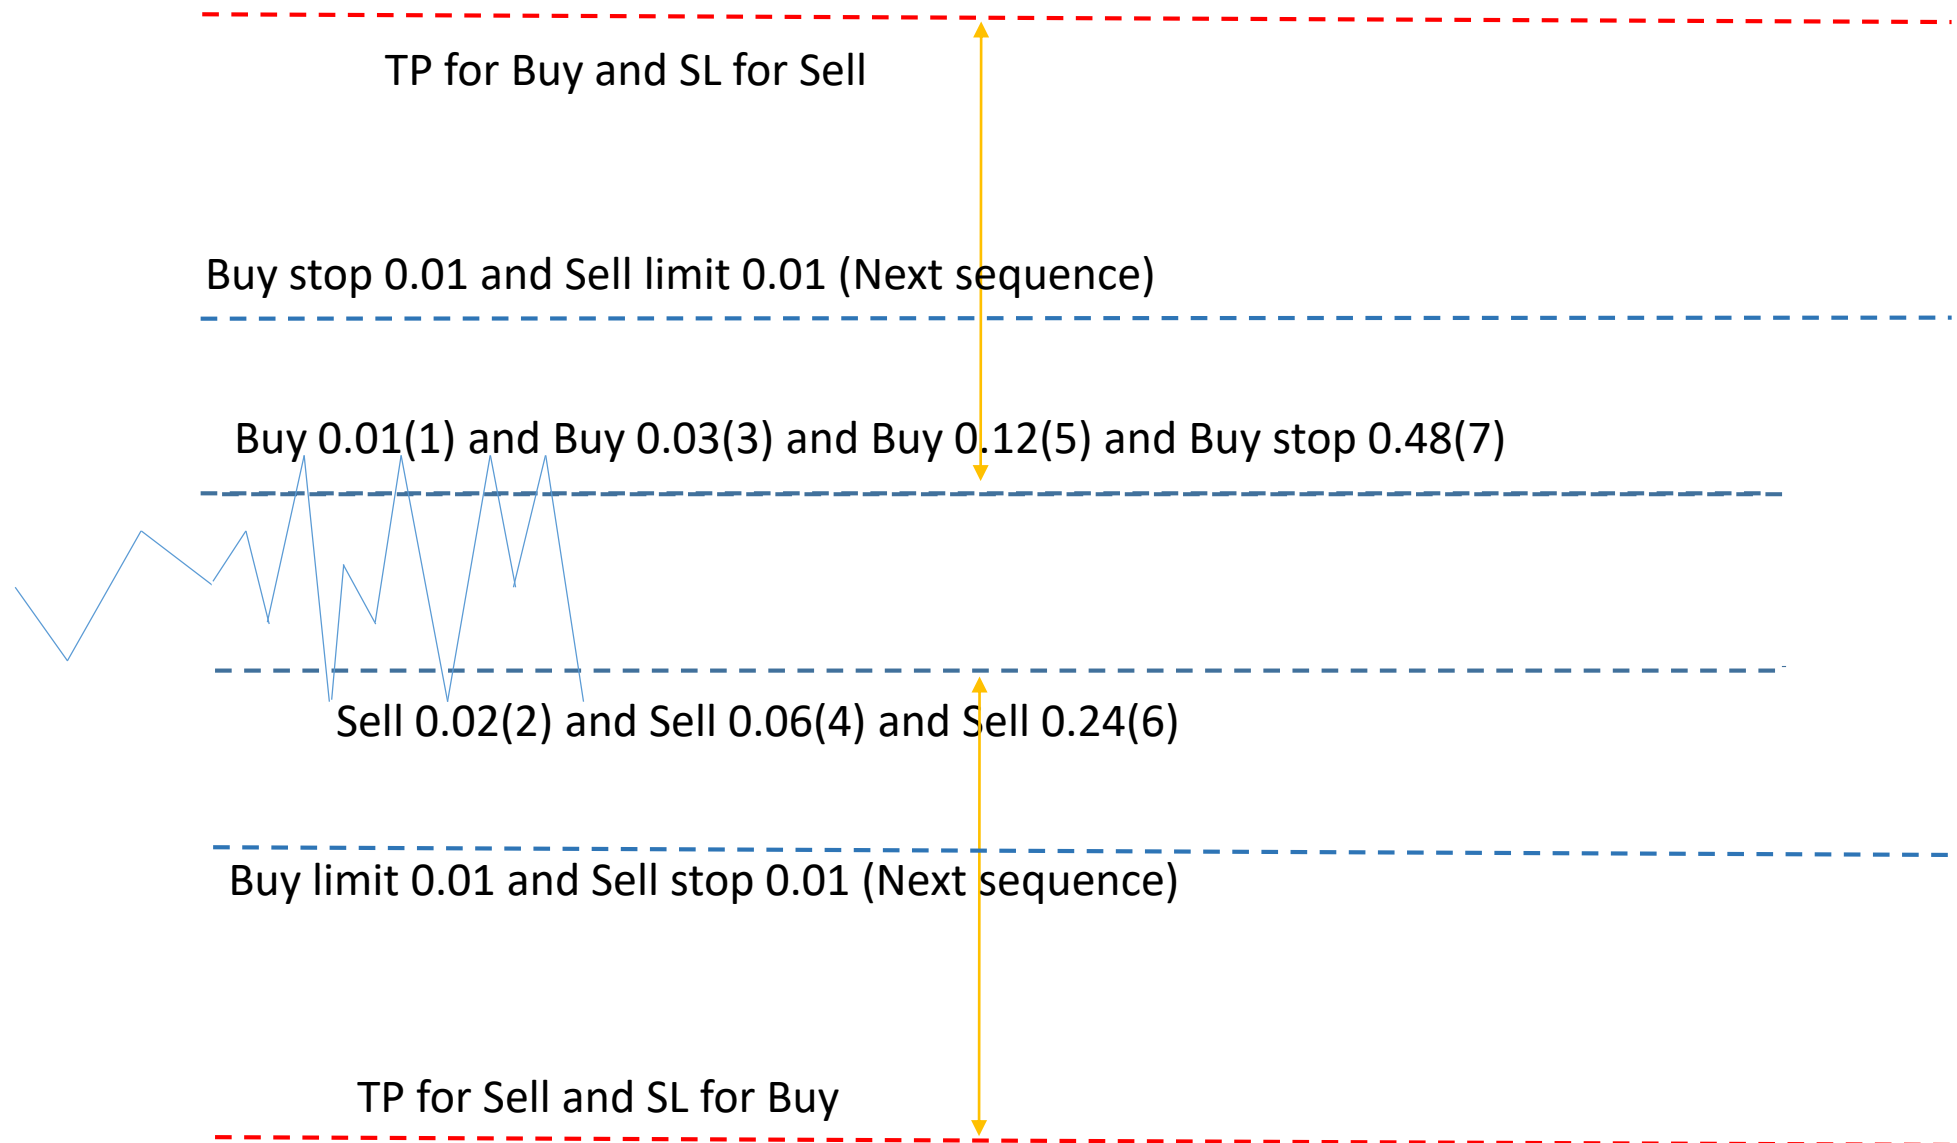 TP for Buy and SL for Sell
Buy stop 0.01 and Sell limit 0.01 (Next sequence)
Buy 0.01(1) and Buy 0.03(3) and Buy 0.12(5) and Buy stop 0.48(7)
Sell 0.02(2) and Sell 0.06(4) and Sell 0.24(6)
Buy limit 0.01 and Sell stop 0.01 (Next sequence)
TP for Sell and SL for Buy